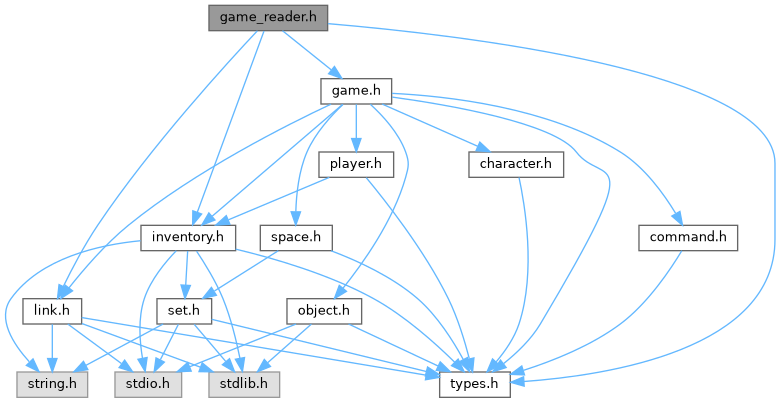 game_reader.h
game.h
player.h
character.h
inventory.h
space.h
command.h
link.h
set.h
object.h
string.h
stdio.h
stdlib.h
types.h